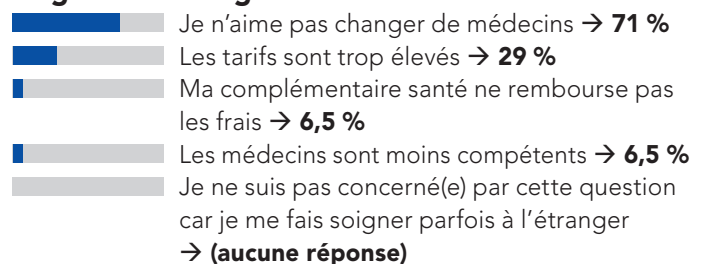 Je n’aime pas changer de médecins → 71 %
Les tarifs sont trop élevés → 29 %
Ma complémentaire santé ne rembourse pas
les frais → 6,5 %
Les médecins sont moins compétents → 6,5 %
Je ne suis pas concerné(e) par cette question
car je me fais soigner parfois à l’étranger
→ (aucune réponse)